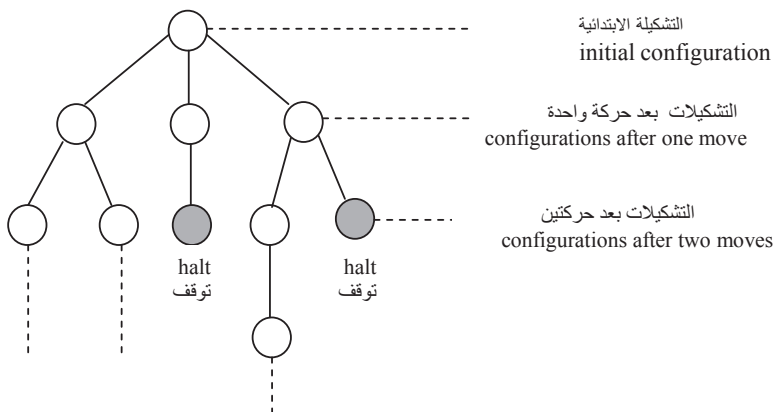 التشكيلة الابتدائية
initial configuration
التشكيلات بعد حركة واحدة
configurations after one move
التشكيلات بعد حركتين
configurations after two moves
halt
توقف
halt
توقف